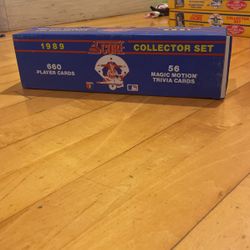 1989
SCORE
COLLECTOR SET
660
PLAYER CARDS
56
MAGIC MOTION
TRIVIA CARDS